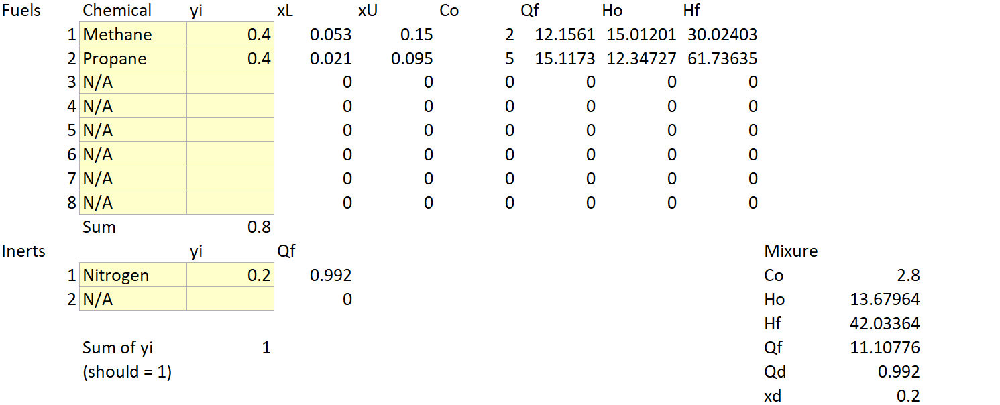 Fuels Chemical yi xL xU Co Qf Ho Hf
1 Methane 0.4 0.053 0.15 2 12.1561 15.01201 30.02403
2 Propane 0.4 0.021 0.095 5 15.1173 12.34727 61.73635
3 N/A 0 0 0 0 0 0
4 N/A 0 0 0 0 0 0
5 N/A 0 0 0 0 0 0
6 N/A 0 0 0 0 0 0
7 N/A 0 0 0 0 0 0
8 N/A 0 0 0 0 0 0
Sum 0.8
Inerts yi Qf Mixure
1 Nitrogen 0.2 0.992 Co 2.8
2 N/A 0 Ho 13.67964
Hf 42.03364
Sum of yi 1 Qf 11.10776
(should = 1) Qd 0.992
xd 0.2